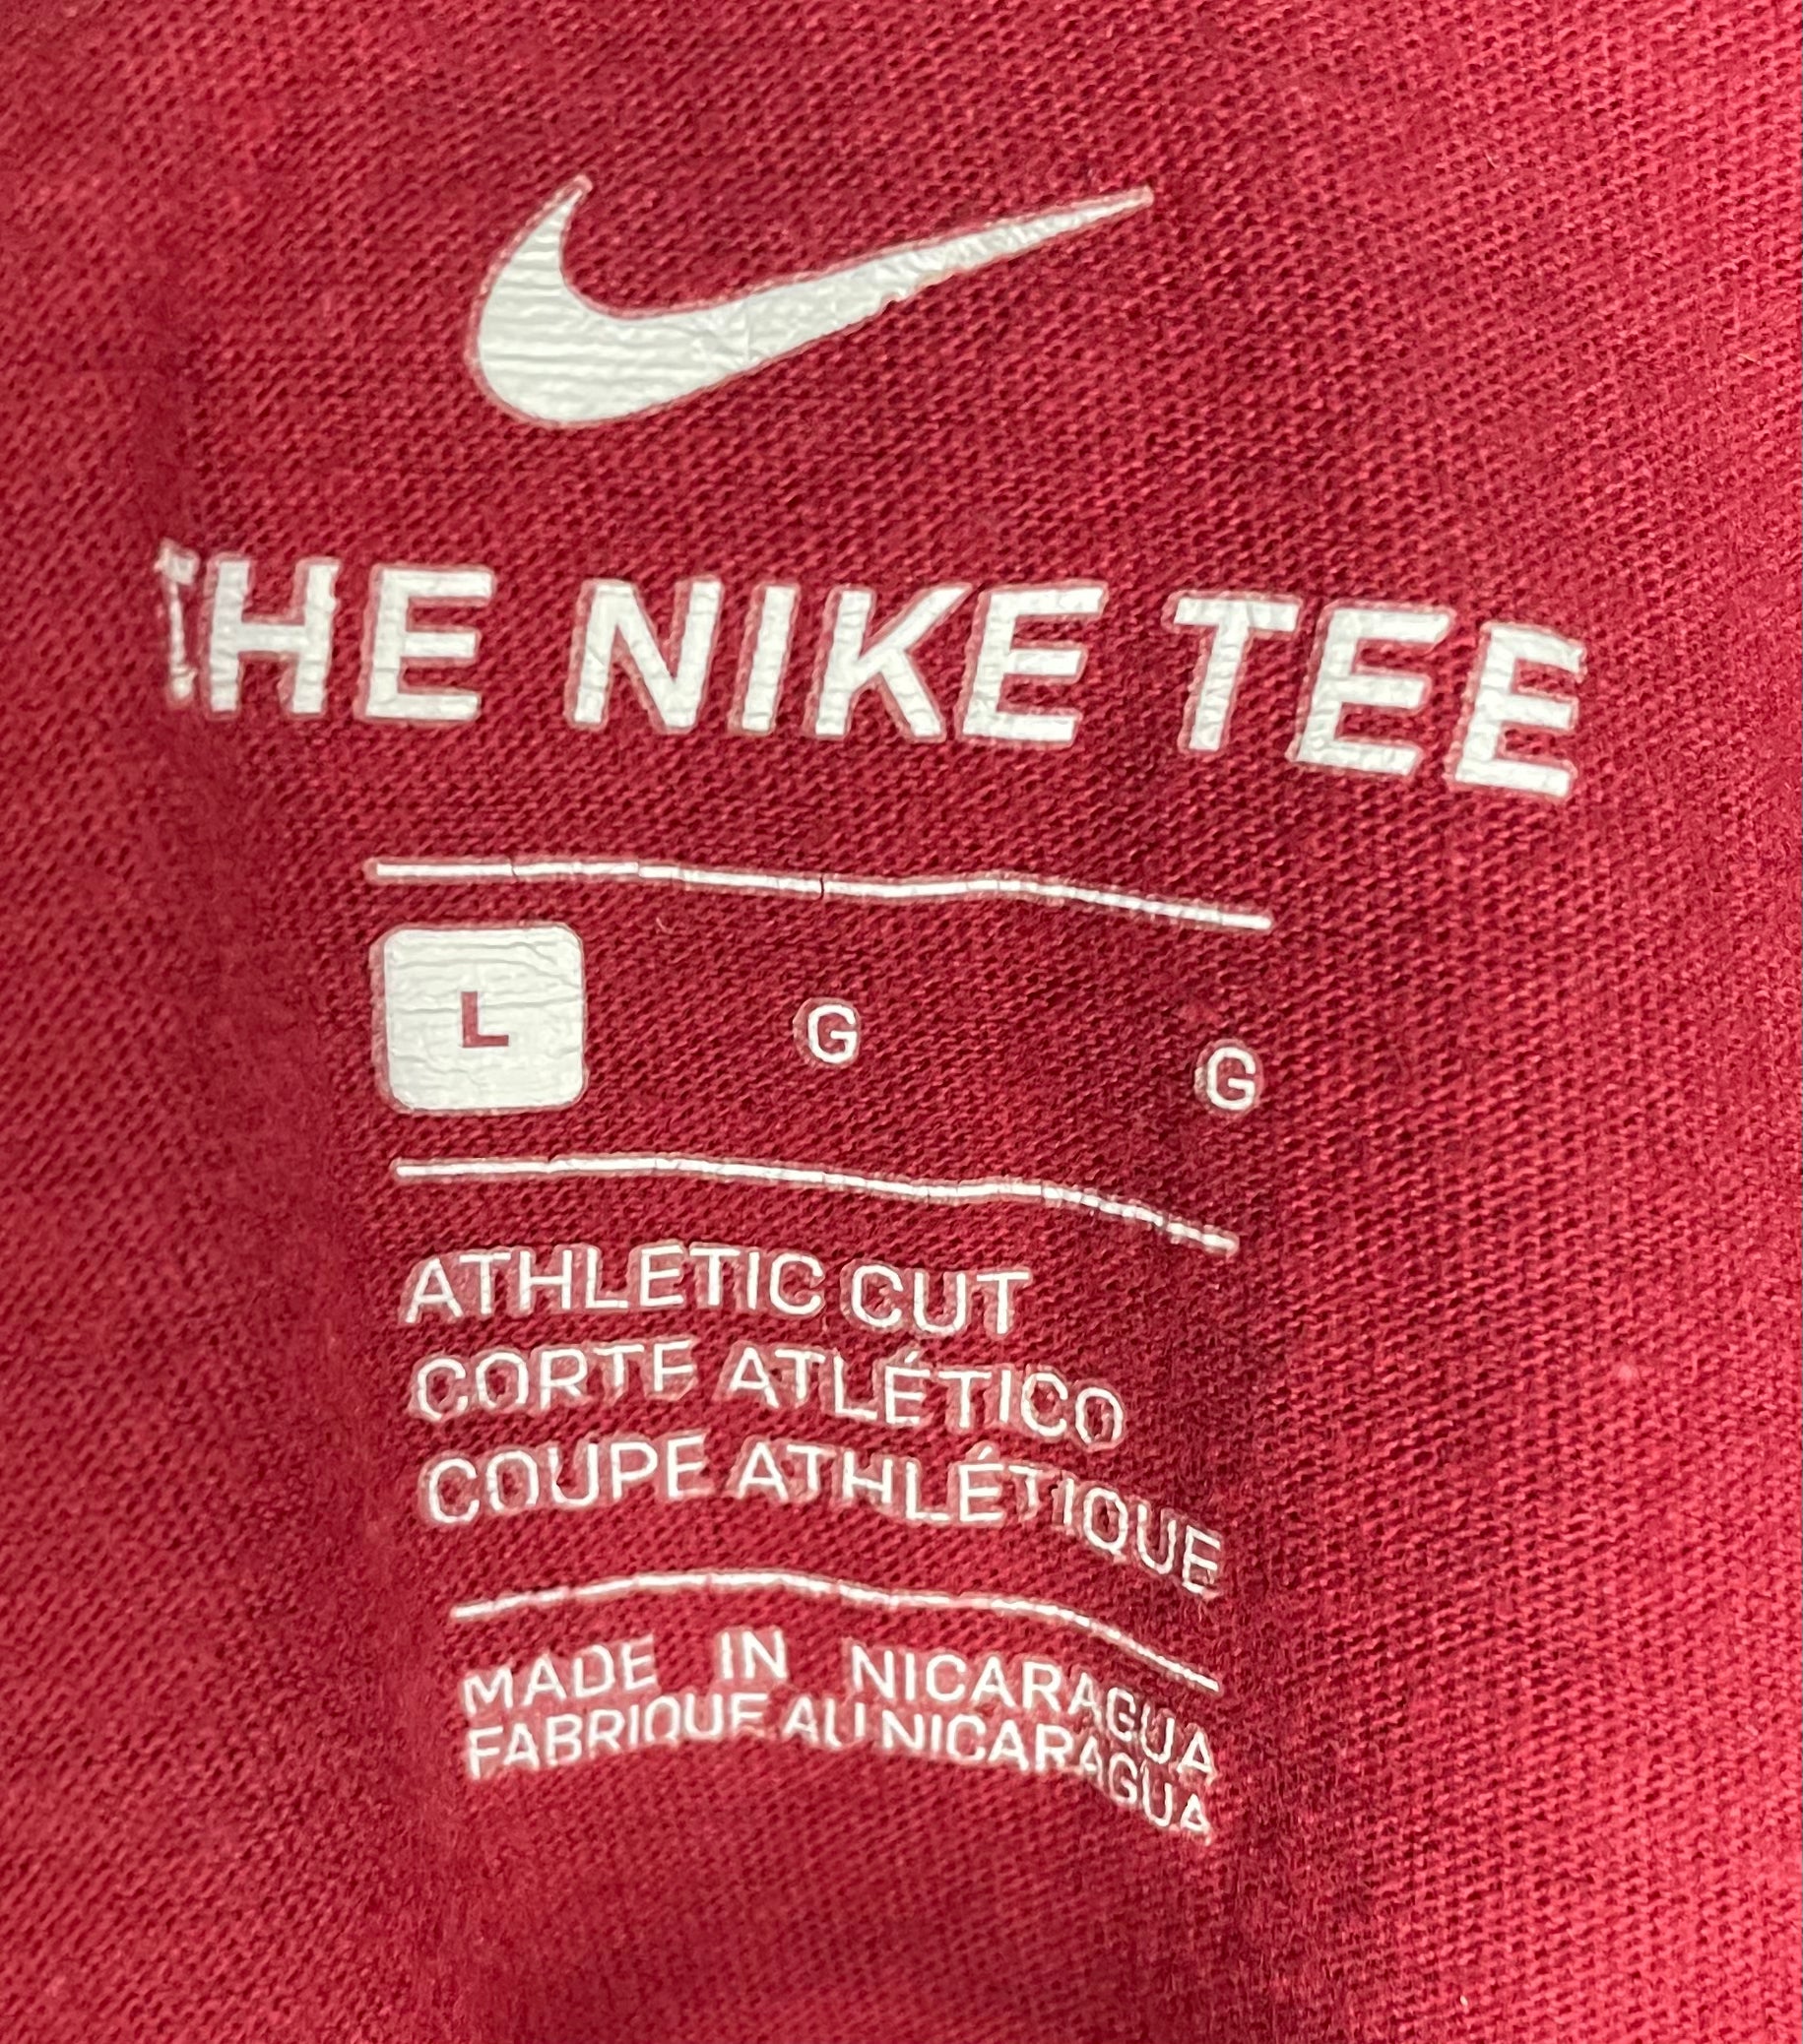 THE NIKE TEE
L G G
ATHLETIC CUT
CORTE ATLÉTICO
COUPE ATHLÉTIQUE
MADE IN NICARAGUA
FABRIQUE AU NICARAGUA